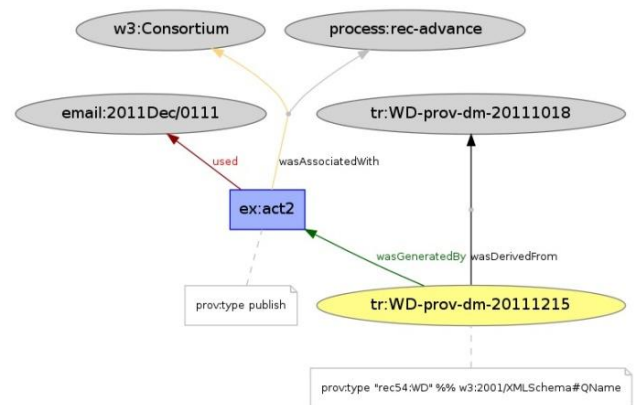 w3:Consortium
process:rec-advance
email:2011Dec/0111
tr:WD-prov-dm-20111018
used
wasAssociatedWith
ex:act2
wasGeneratedBy
wasDerivedFrom
prov:type publish
tr:WD-prov-dm-20111215
prov:type "rec54:WD" %% w3:2001/XMLSchema#QName